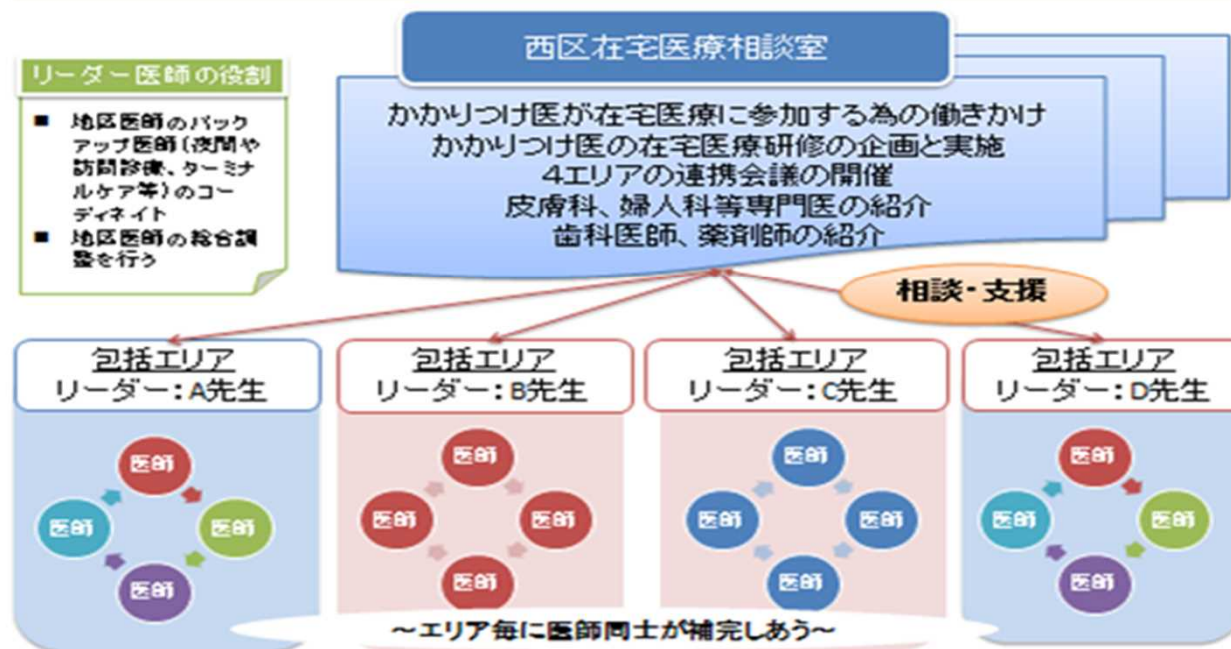 西区在宅医療相談室
リーダー医師の役割
■ 地区医師のバック
アップ医師(夜間や
訪問診療、ターミナ
ルケア等)のコー
ディネイト
■ 地区医師の総合調
整を行う
かかりつけ医が在宅医療に参加する為の働きかけ
かかりつけ医の在宅医療研修の企画と実施
4エリアの連携会議の開催
皮膚科、婦人科等専門医の紹介
歯科医師、薬剤師の紹介
相談・支援
包括エリア
リーダー:A先生
医師
医師
医師
医師
包括エリア
リーダー:B先生
医師
医師
医師
医師
包括エリア
リーダー:C先生
医師
医師
医師
医師
包括エリア
リーダー:D先生
医師
医師
医師
医師
～エリア毎に医師同士が補完しあう～